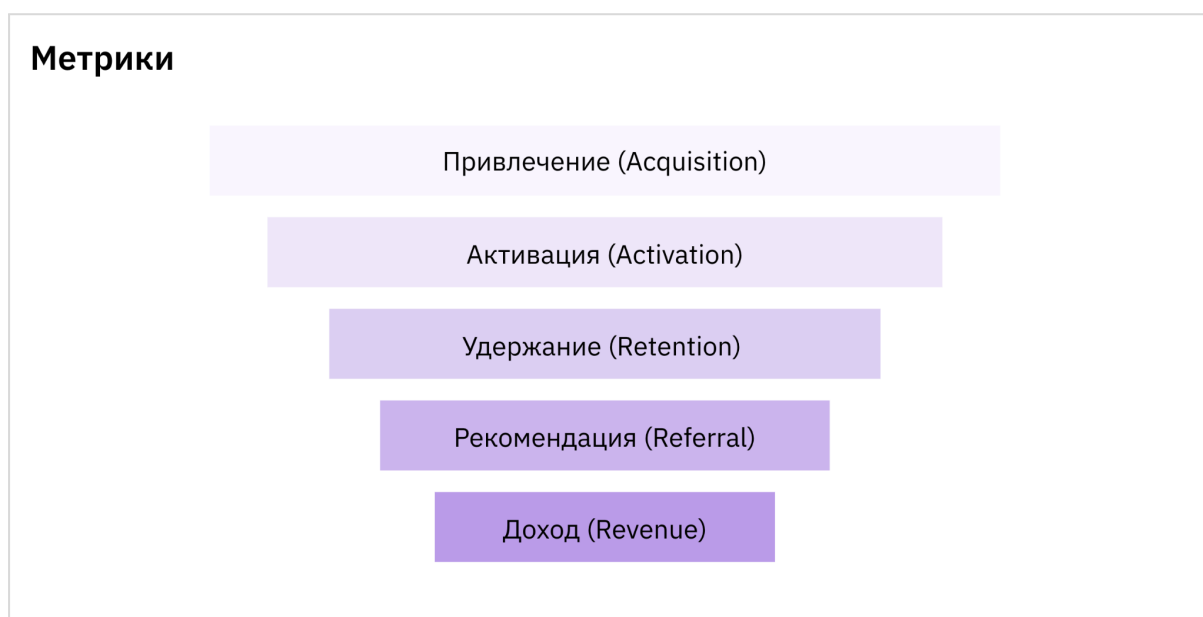 Метрики
Привлечение (Acquisition)
Активация (Activation)
Удержание (Retention)
Рекомендация (Referral)
Доход (Revenue)